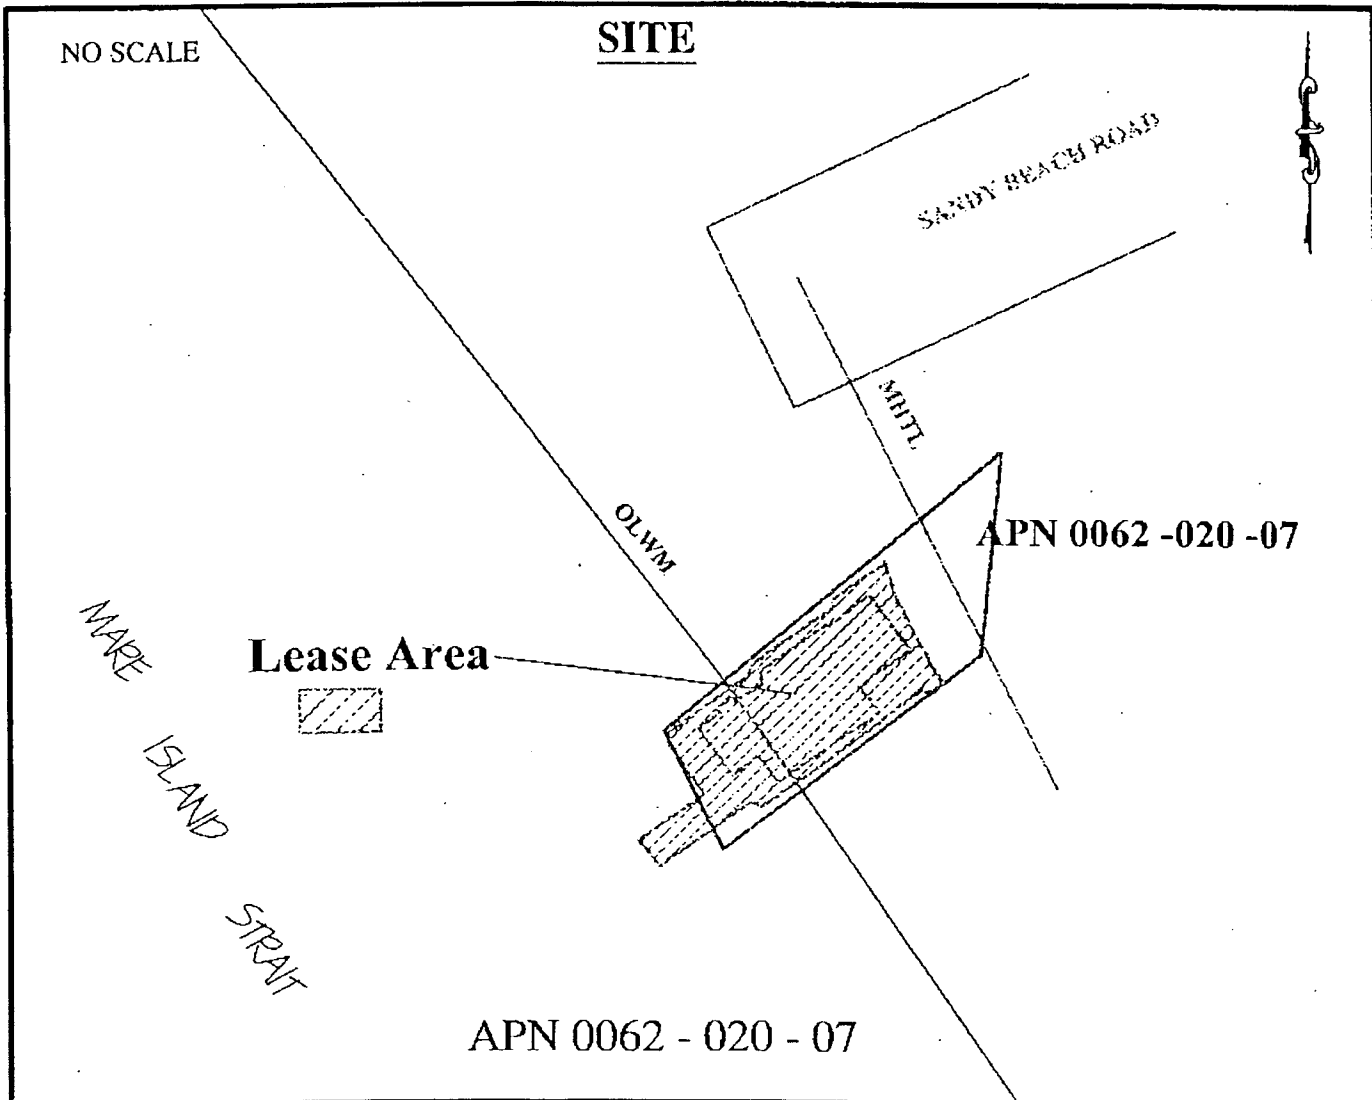 SITE
NO SCALE
SANDY BEACH ROAD
MHTL
OLWM
APN 0062 -020 -07
Lease Area
MARE
ISLAND
STRAIT
APN 0062 - 020 - 07